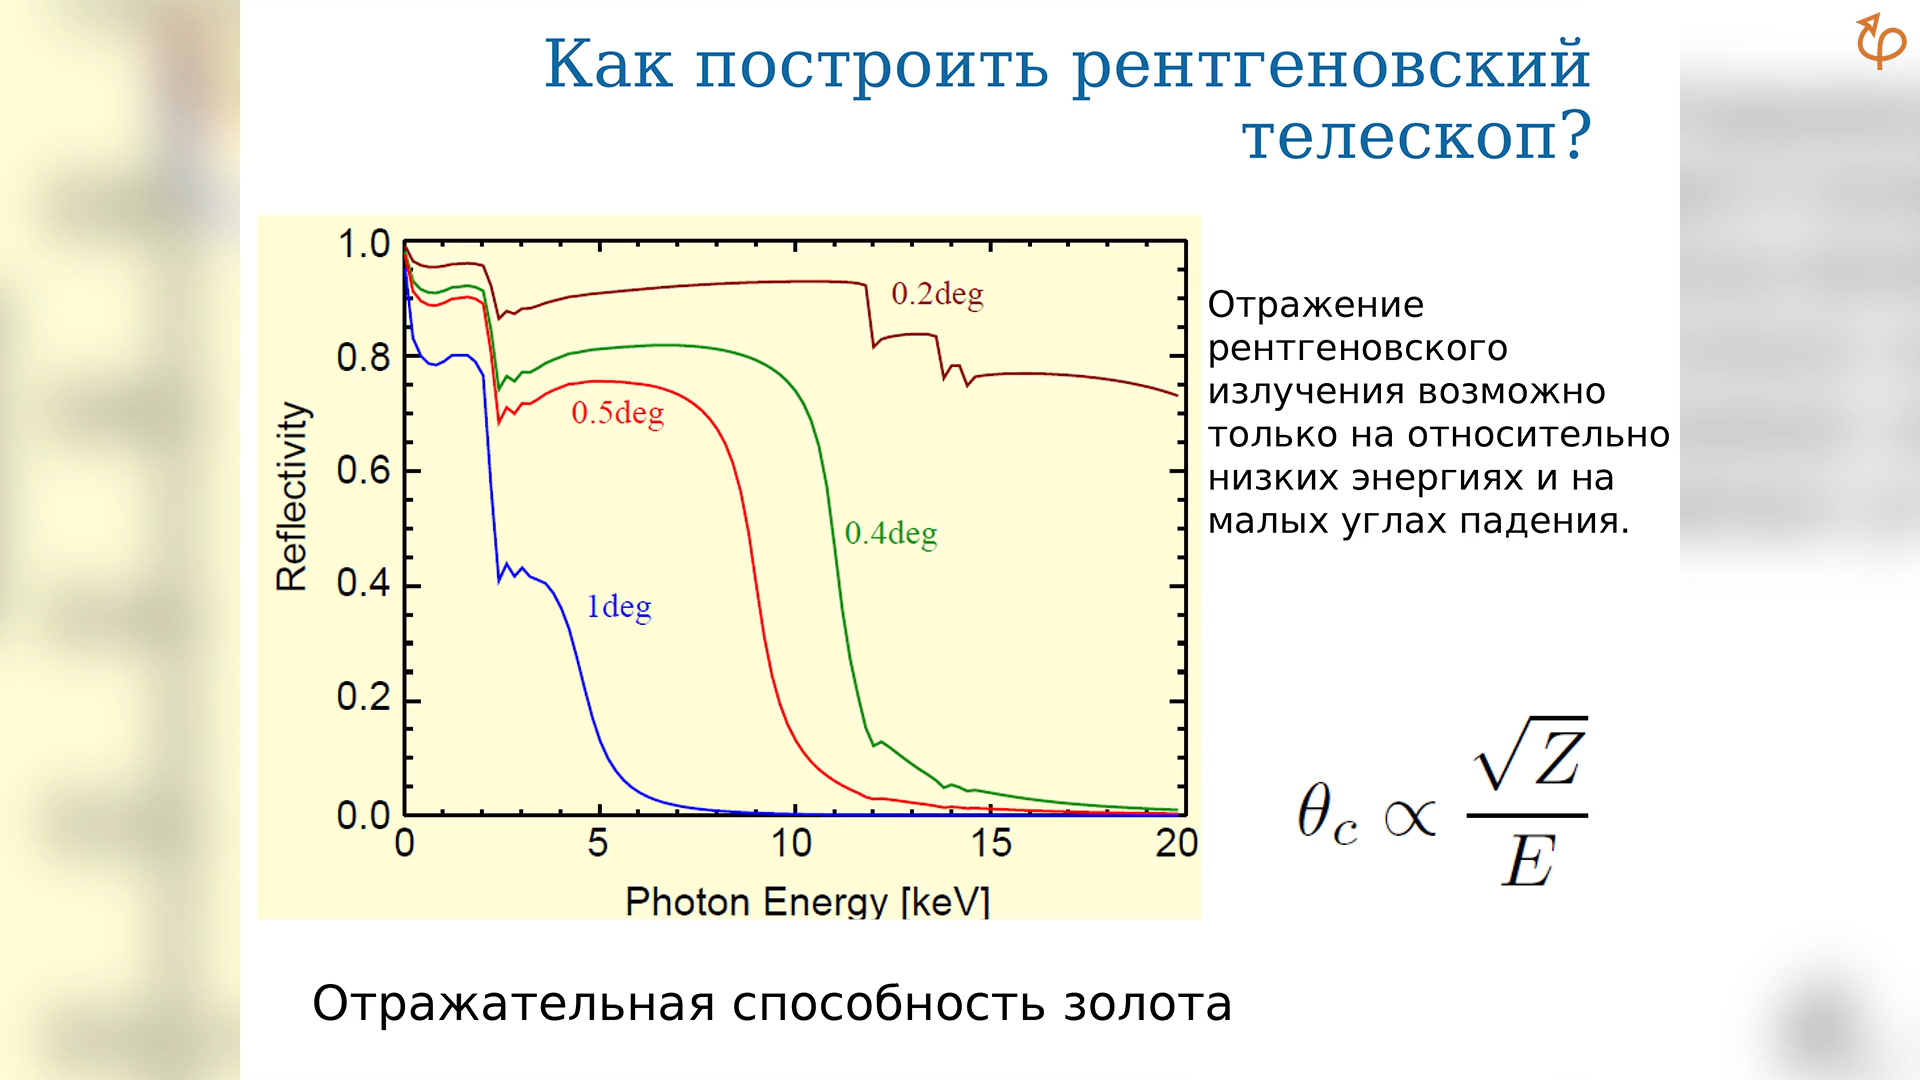 Как построить рентгеновский
телескоп?
1.0
0.8
0.6
0.4
0.2
0.0
0
5
10
15
20
Reflectivity
Photon Energy [keV]
0.2deg
0.5deg
0.4deg
1deg
Отражение
рентгеновского
излучения возможно
только на относительно
низких энергиях и на
малых углах падения.
θc ∝ √Z / E
Отражательная способность золота